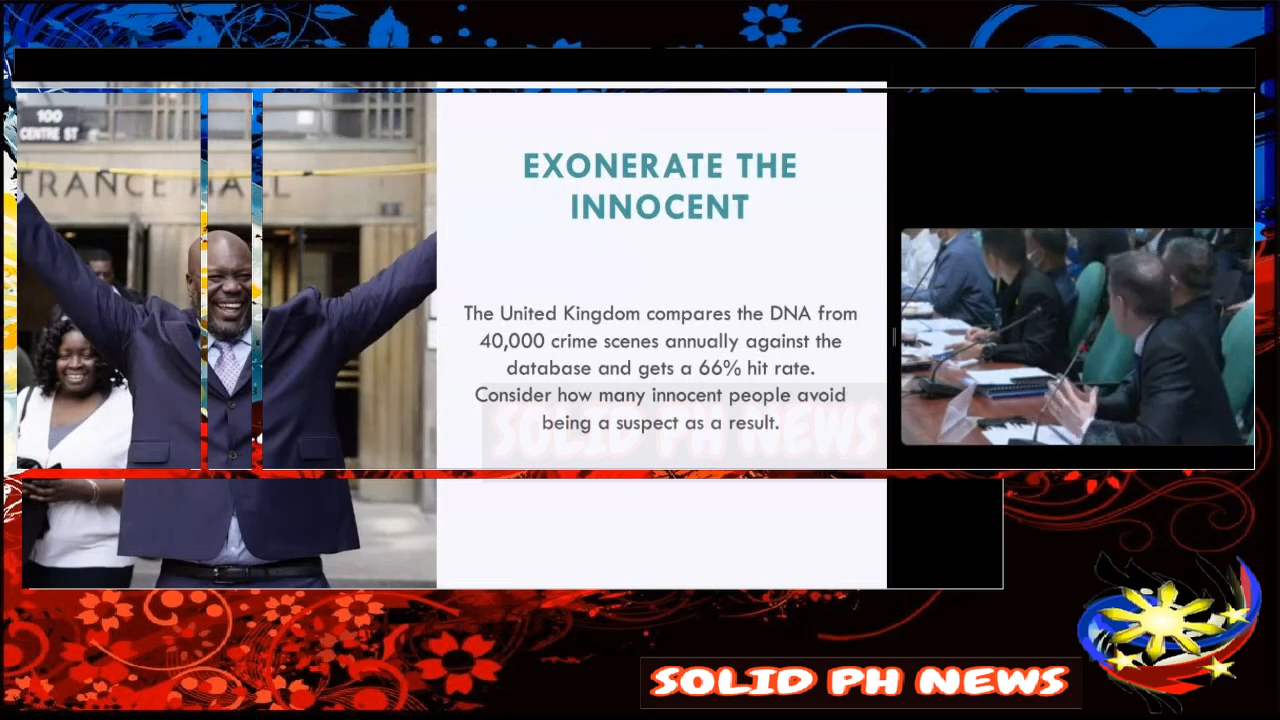 100
CENTRE ST
TRANCE HALL
EXONERATE THE
INNOCENT
The United Kingdom compares the DNA from
40,000 crime scenes annually against the
database and gets a 66% hit rate.
Consider how many innocent people avoid
being a suspect as a result.
SOLID PH NEWS
SOLID PH NEWS